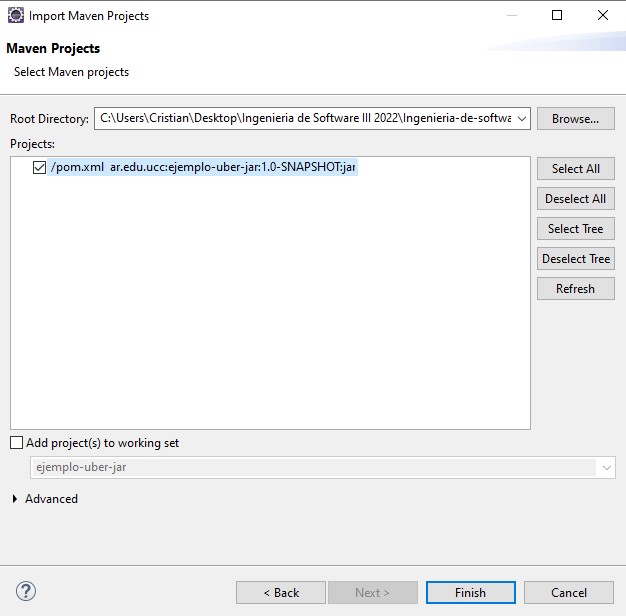 Import Maven Projects
Maven Projects
Select Maven projects
Root Directory: C:\Users\Cristian\Desktop\Ingenieria de Software III 2022\Ingenieria-de-softwa Browse...
Projects:
/pom.xml ar.edu.ucc:ejemplo-uber-jar:1.0-SNAPSHOT:jar
Select All
Deselect All
Select Tree
Deselect Tree
Refresh
Add project(s) to working set
ejemplo-uber-jar
Advanced
? < Back Next > Finish Cancel